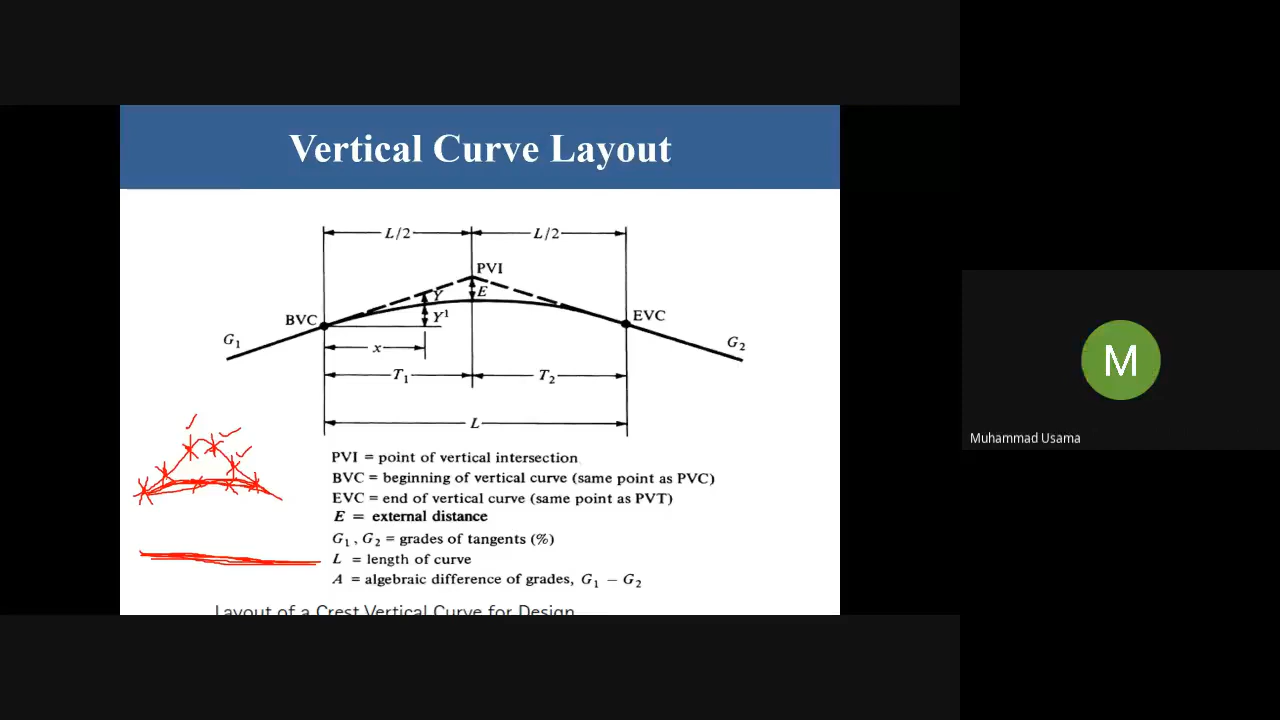 Vertical Curve Layout
L/2 L/2
PVI
Y E
BVC Y¹ EVC
G₁ G₂
x
T₁ T₂
L
PVI = point of vertical intersection
BVC = beginning of vertical curve (same point as PVC)
EVC = end of vertical curve (same point as PVT)
E = external distance
G₁, G₂ = grades of tangents (%)
L = length of curve
A = algebraic difference of grades, G₁ − G₂
Layout of a Crest Vertical Curve for Design
M
Muhammad Usama